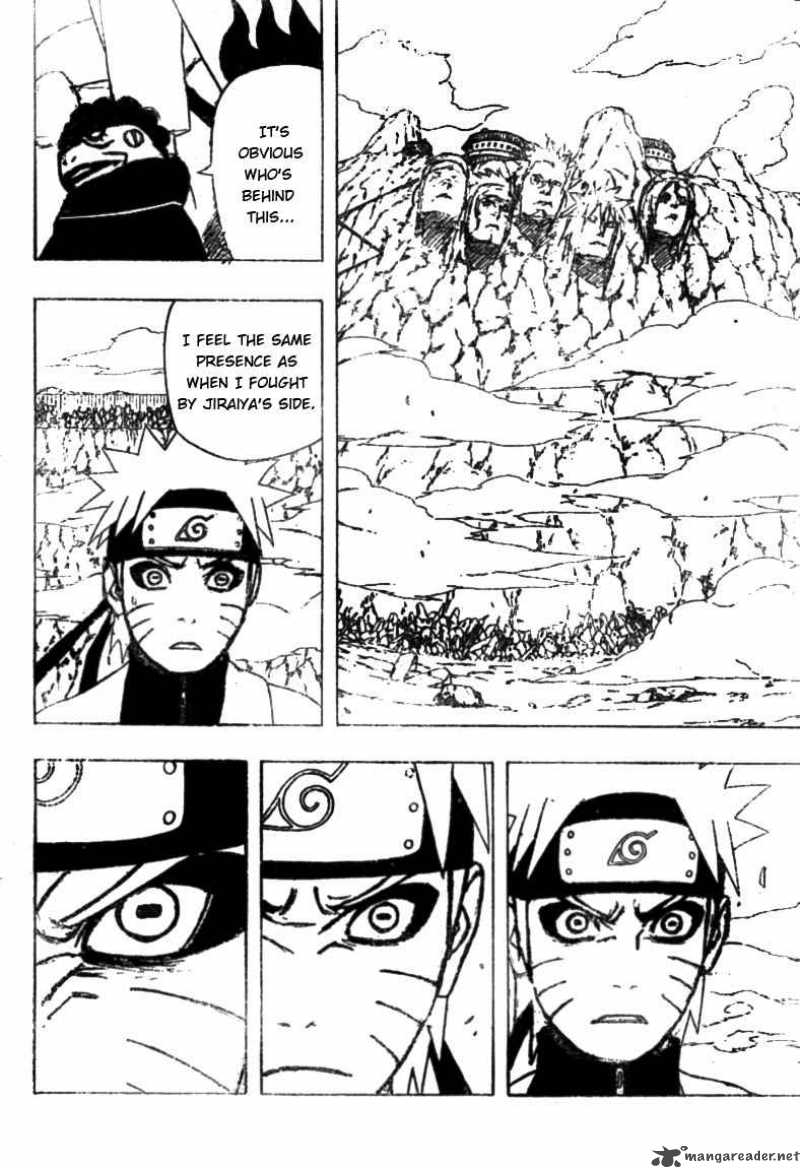 IT'S
OBVIOUS
WHO'S
BEHIND
THIS...
I FEEL THE SAME
PRESENCE AS
WHEN I FOUGHT
BY JIRAIYA'S SIDE.
mangareader.net